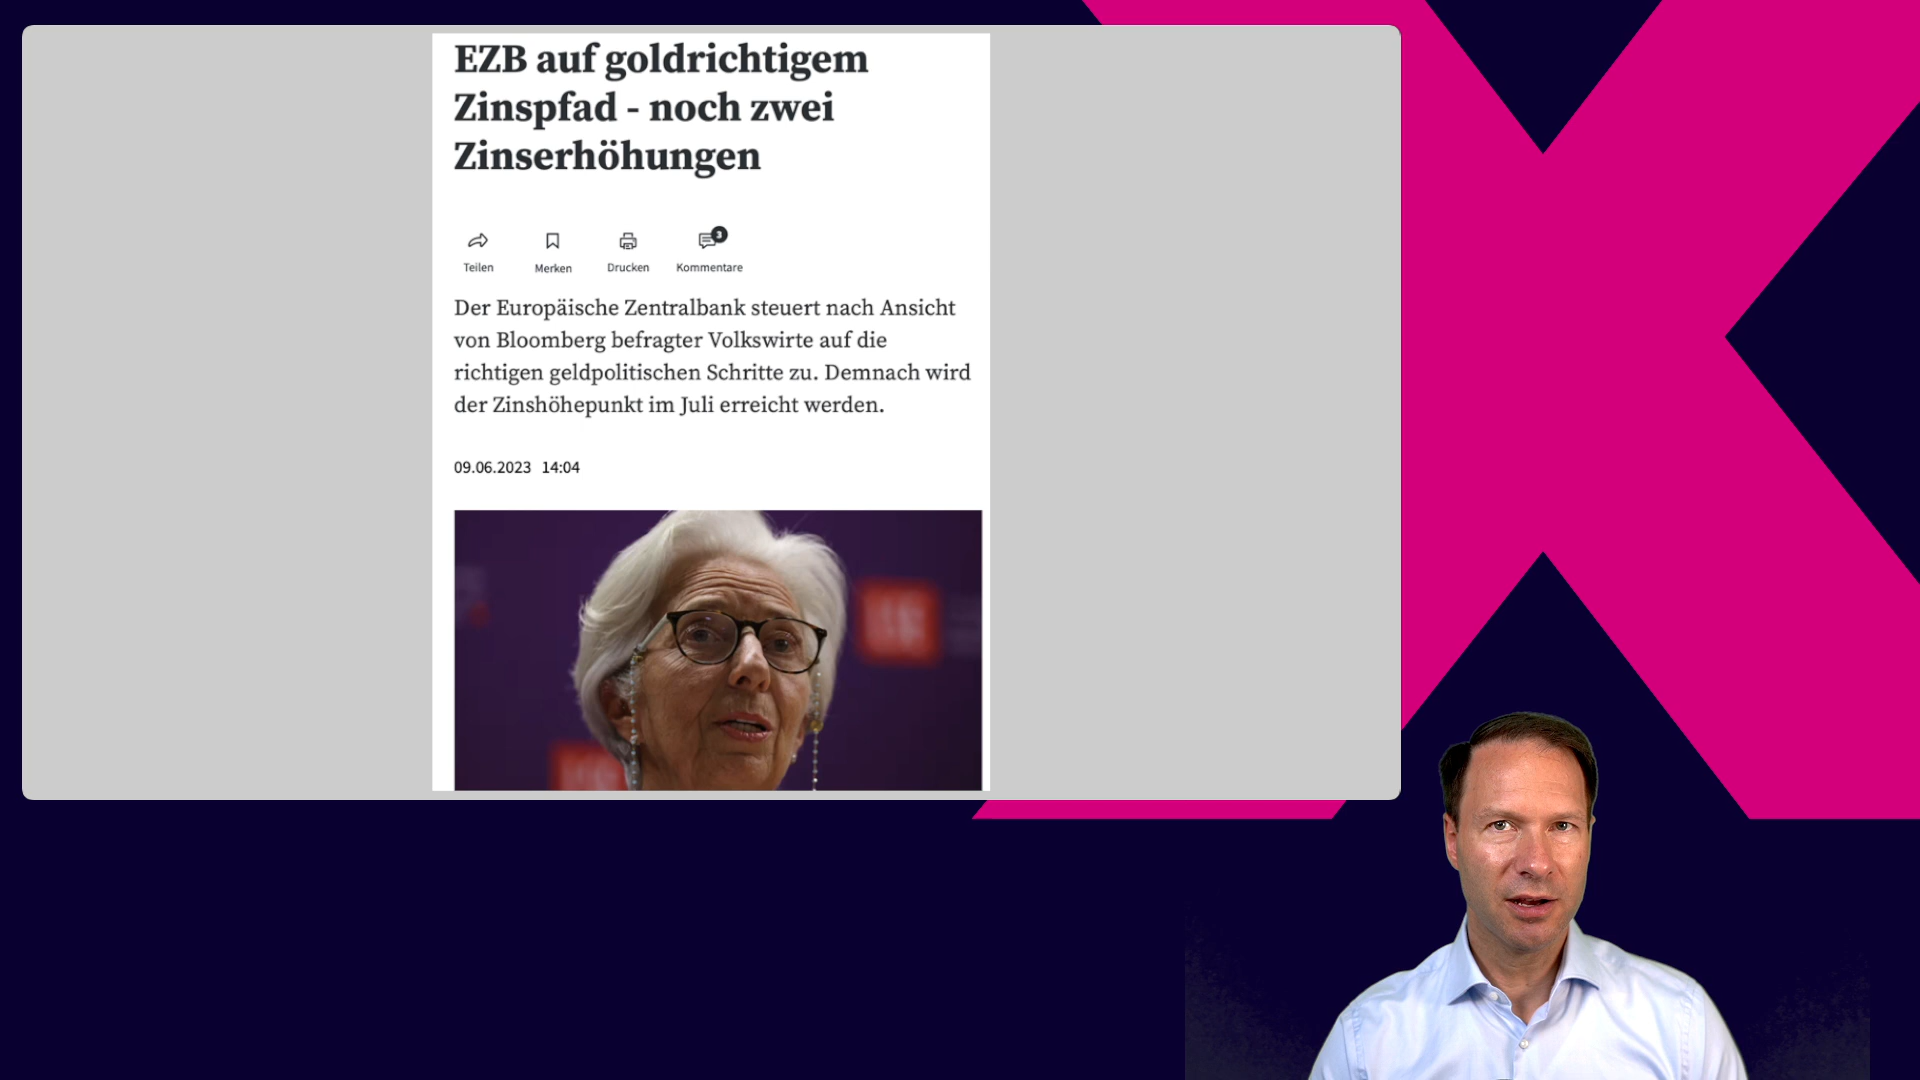 EZB auf goldrichtigem
Zinspfad - noch zwei
Zinserhöhungen
3
Teilen
Merken
Drucken
Kommentare
Der Europäische Zentralbank steuert nach Ansicht
von Bloomberg befragter Volkswirte auf die
richtigen geldpolitischen Schritte zu. Demnach wird
der Zinshöhepunkt im Juli erreicht werden.
09.06.2023 14:04